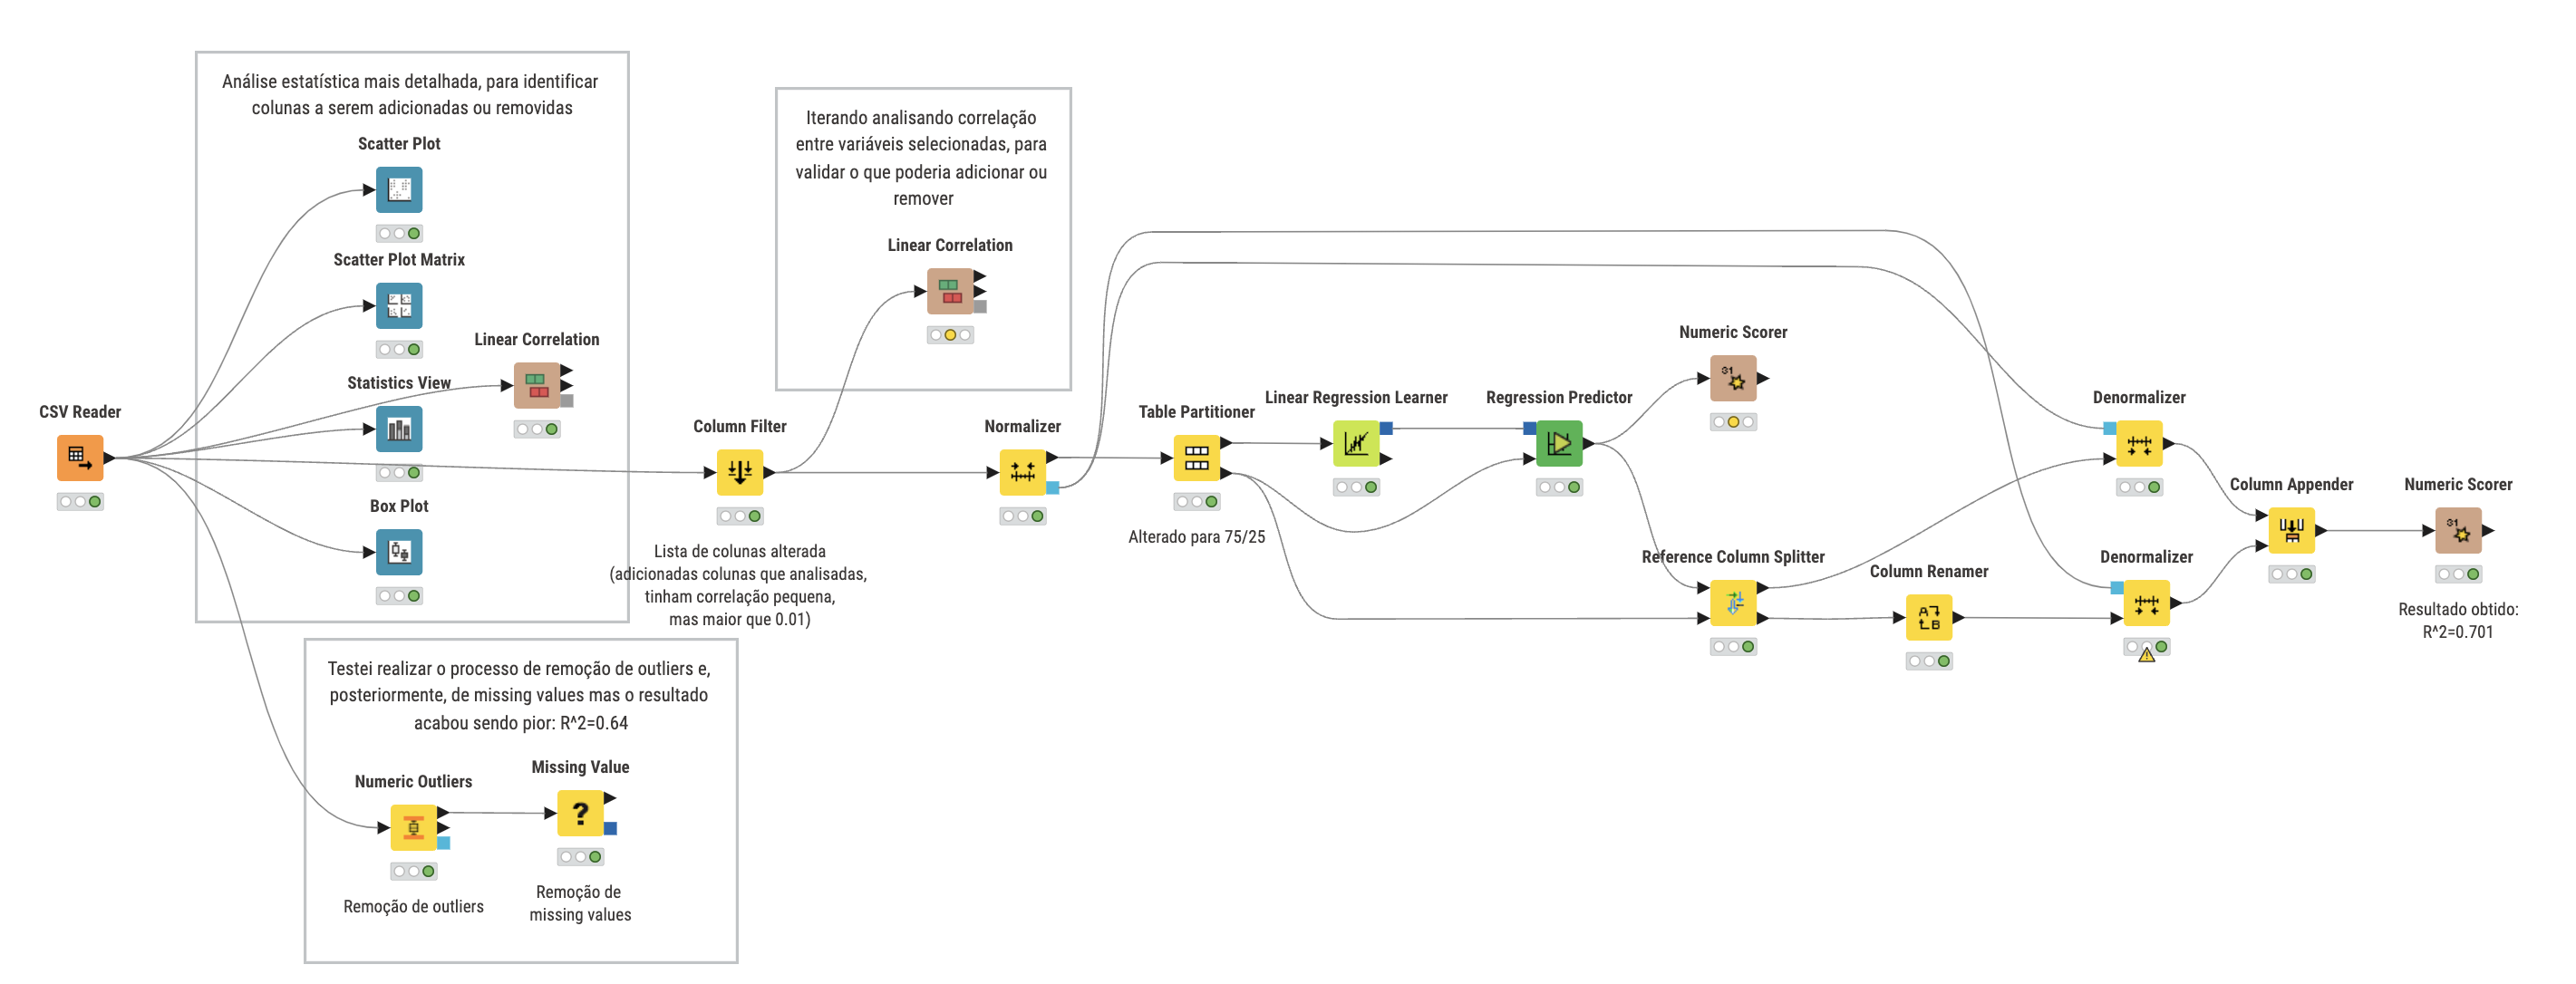 Análise estatística mais detalhada, para identificar
colunas a serem adicionadas ou removidas
Scatter Plot
Scatter Plot Matrix
Linear Correlation
Statistics View
CSV Reader
Box Plot
Testei realizar o processo de remoção de outliers e,
posteriormente, de missing values mas o resultado
acabou sendo pior: R^2=0.64
Numeric Outliers
Missing Value
Remoção de outliers
Remoção de
missing values
Column Filter
Lista de colunas alterada
(adicionadas colunas que analisadas,
tinham correlação pequena,
mas maior que 0.01)
Iterando analisando correlação
entre variáveis selecionadas, para
validar o que poderia adicionar ou
remover
Linear Correlation
Normalizer
Table Partitioner
Alterado para 75/25
Linear Regression Learner
Regression Predictor
Numeric Scorer
Reference Column Splitter
Column Renamer
Denormalizer
Denormalizer
Column Appender
Numeric Scorer
Resultado obtido:
R^2=0.701